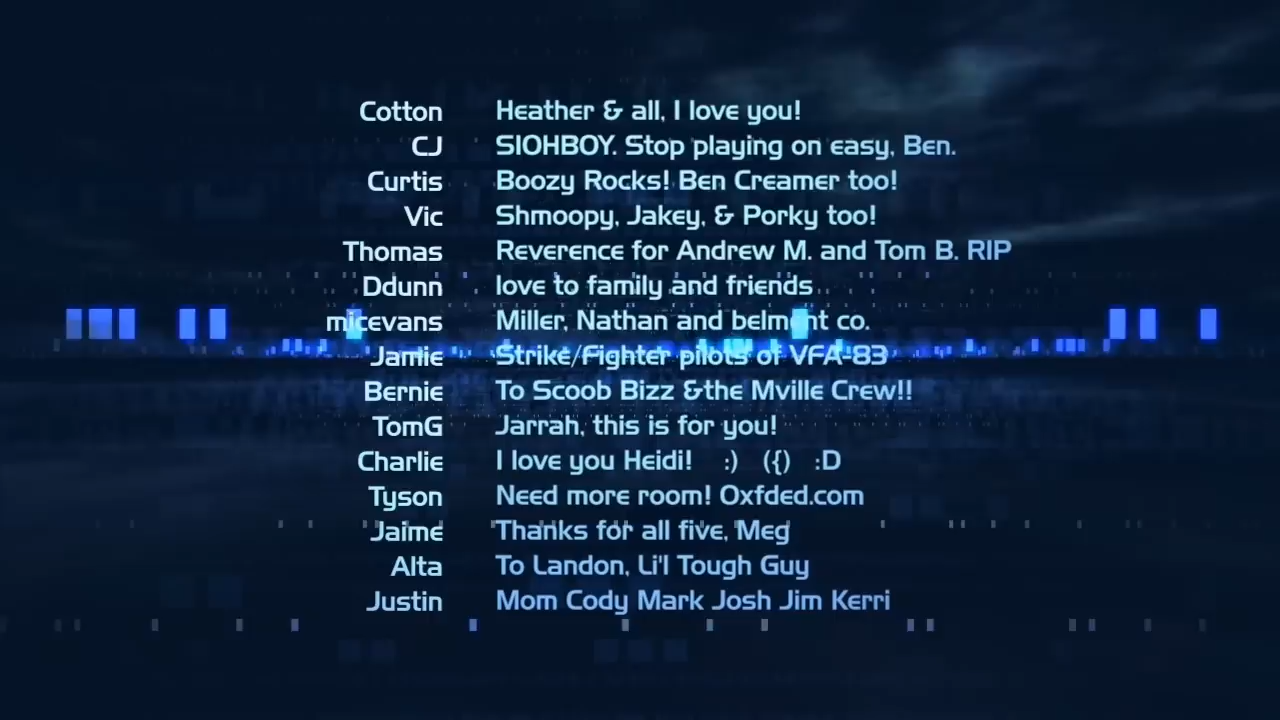 Cotton Heather & all, I love you!
CJ SIOHBOY. Stop playing on easy, Ben.
Curtis Boozy Rocks! Ben Creamer too!
Vic Shmoopy, Jakey, & Porky too!
Thomas Reverence for Andrew M. and Tom B. RIP
Ddunn love to family and friends
micevans Miller, Nathan and belmont co.
Jamie Strike/Fighter pilots of VFA-83
Bernie To Scoob Bizz &the Mville Crew!!
TomG Jarrah, this is for you!
Charlie I love you Heidi! :) ({) :D
Tyson Need more room! Oxfded.com
Jaime Thanks for all five, Meg
Alta To Landon, Li'l Tough Guy
Justin Mom Cody Mark Josh Jim Kerri